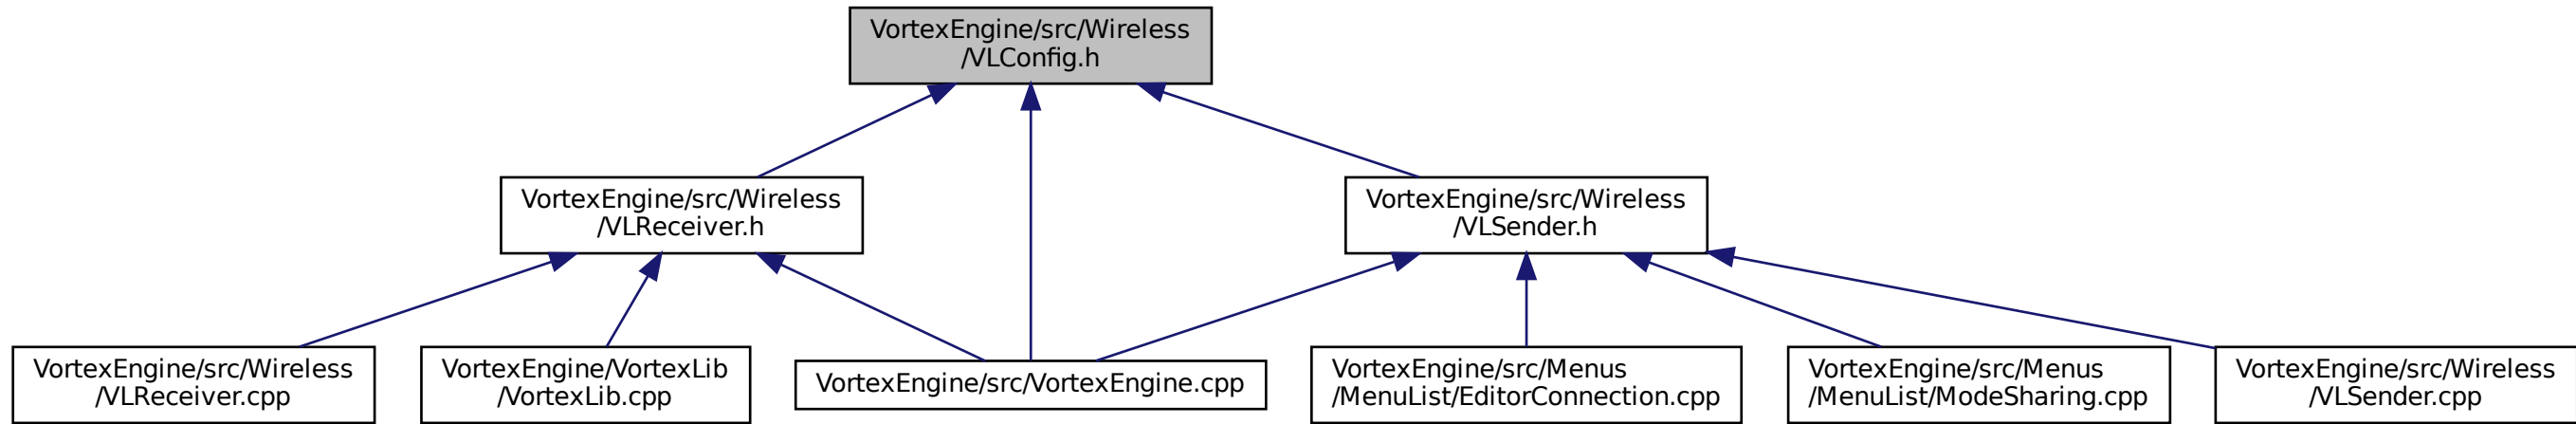 VortexEngine/src/Wireless
/VLConfig.h
VortexEngine/src/Wireless
/VLReceiver.h
VortexEngine/src/Wireless
/VLSender.h
VortexEngine/src/Wireless
/VLReceiver.cpp
VortexEngine/VortexLib
/VortexLib.cpp
VortexEngine/src/VortexEngine.cpp
VortexEngine/src/Menus
/MenuList/EditorConnection.cpp
VortexEngine/src/Menus
/MenuList/ModeSharing.cpp
VortexEngine/src/Wireless
/VLSender.cpp